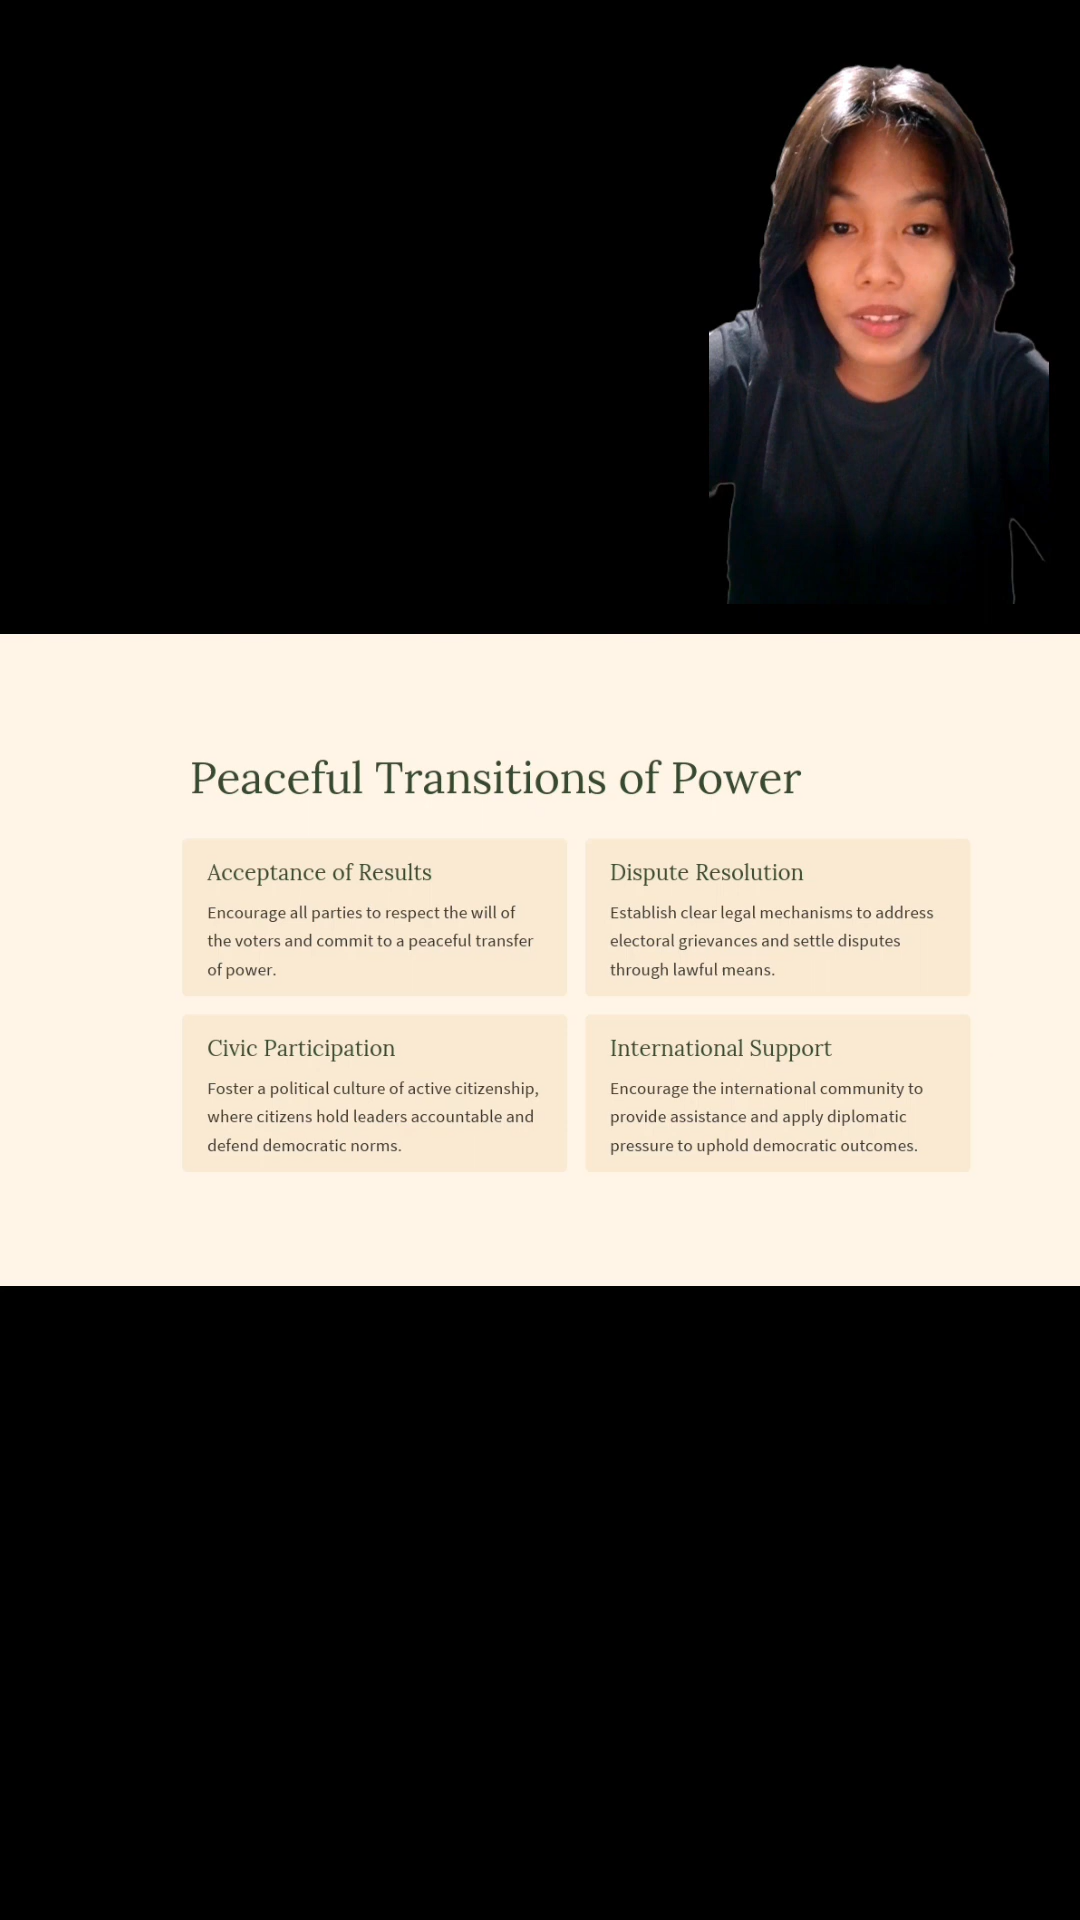 Peaceful Transitions of Power
Acceptance of Results
Encourage all parties to respect the will of
the voters and commit to a peaceful transfer
of power.
Dispute Resolution
Establish clear legal mechanisms to address
electoral grievances and settle disputes
through lawful means.
Civic Participation
Foster a political culture of active citizenship,
where citizens hold leaders accountable and
defend democratic norms.
International Support
Encourage the international community to
provide assistance and apply diplomatic
pressure to uphold democratic outcomes.